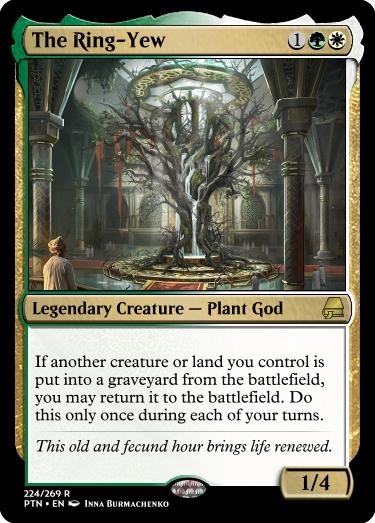 The Ring-Yew
1
Legendary Creature — Plant God
If another creature or land you control is
put into a graveyard from the battlefield,
you may return it to the battlefield. Do
this only once during each of your turns.
This old and fecund hour brings life renewed.
1/4
224/269 R
PTN • EN Inna Burmachenko